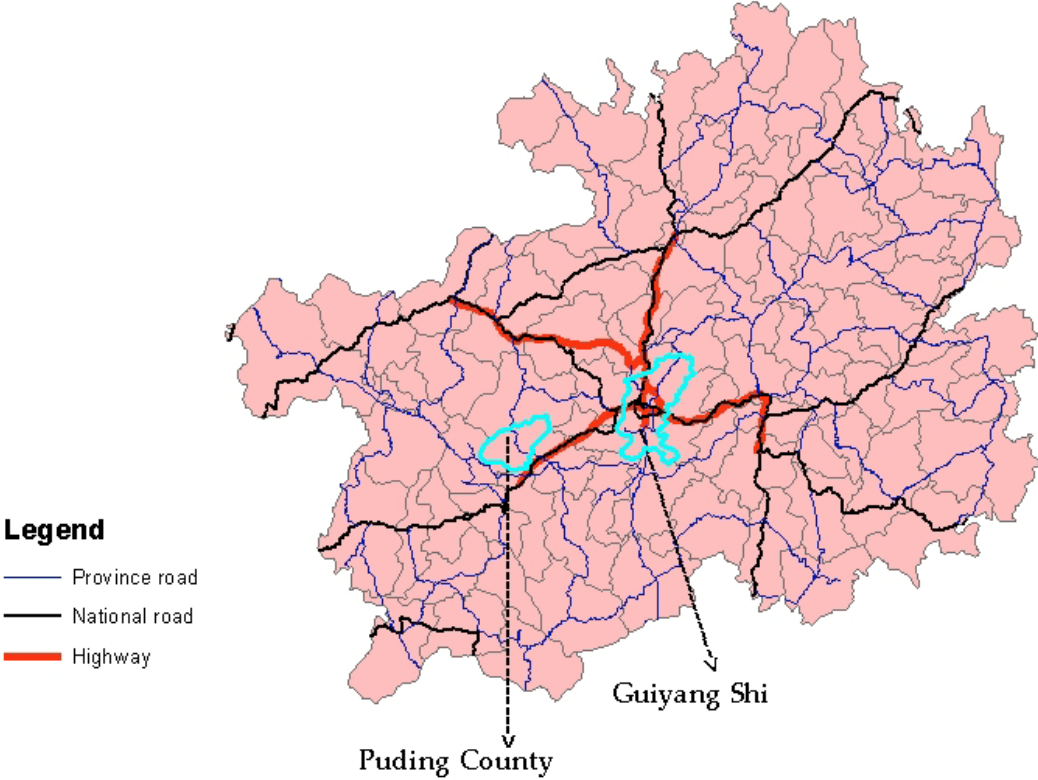 Legend
Province road
National road
Highway
Guiyang Shi
Puding County